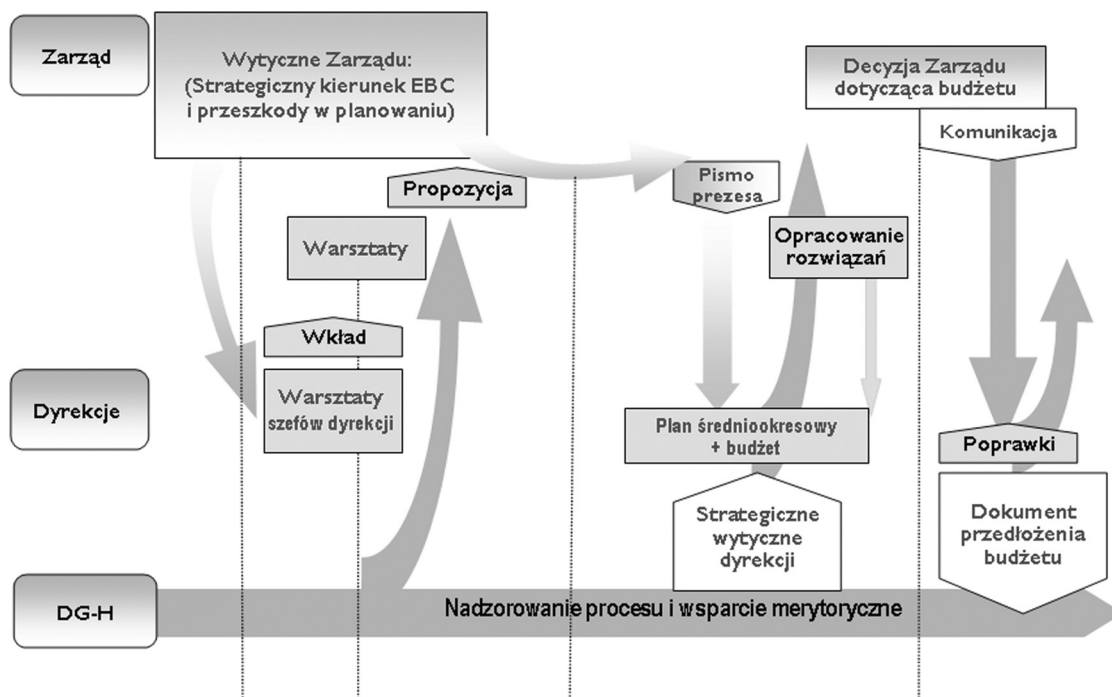 Zarząd
Wytyczne Zarządu:
(Strategiczny kierunek EBC
i przeszkody w planowaniu)
Decyzja Zarządu
dotycząca budżetu
Komunikacja
Propozycja
Pismo
prezesa
Warsztaty
Opracowanie
rozwiązań
Wkład
Dyrekcje
Warsztaty
szefów dyrekcji
Plan średniookresowy
+ budżet
Poprawki
Strategiczne
wytyczne
dyrekcji
Dokument
przedłożenia
budżetu
DG-H
Nadzorowanie procesu i wsparcie merytoryczne